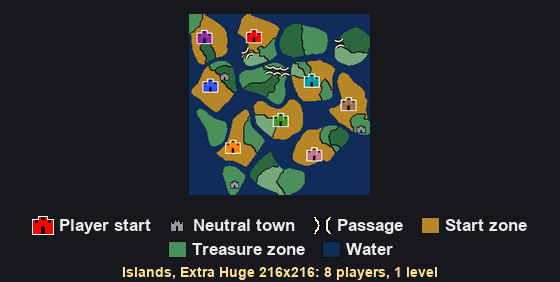 Player start Neutral town Passage Start zone
Treasure zone Water
Islands, Extra Huge 216x216: 8 players, 1 level